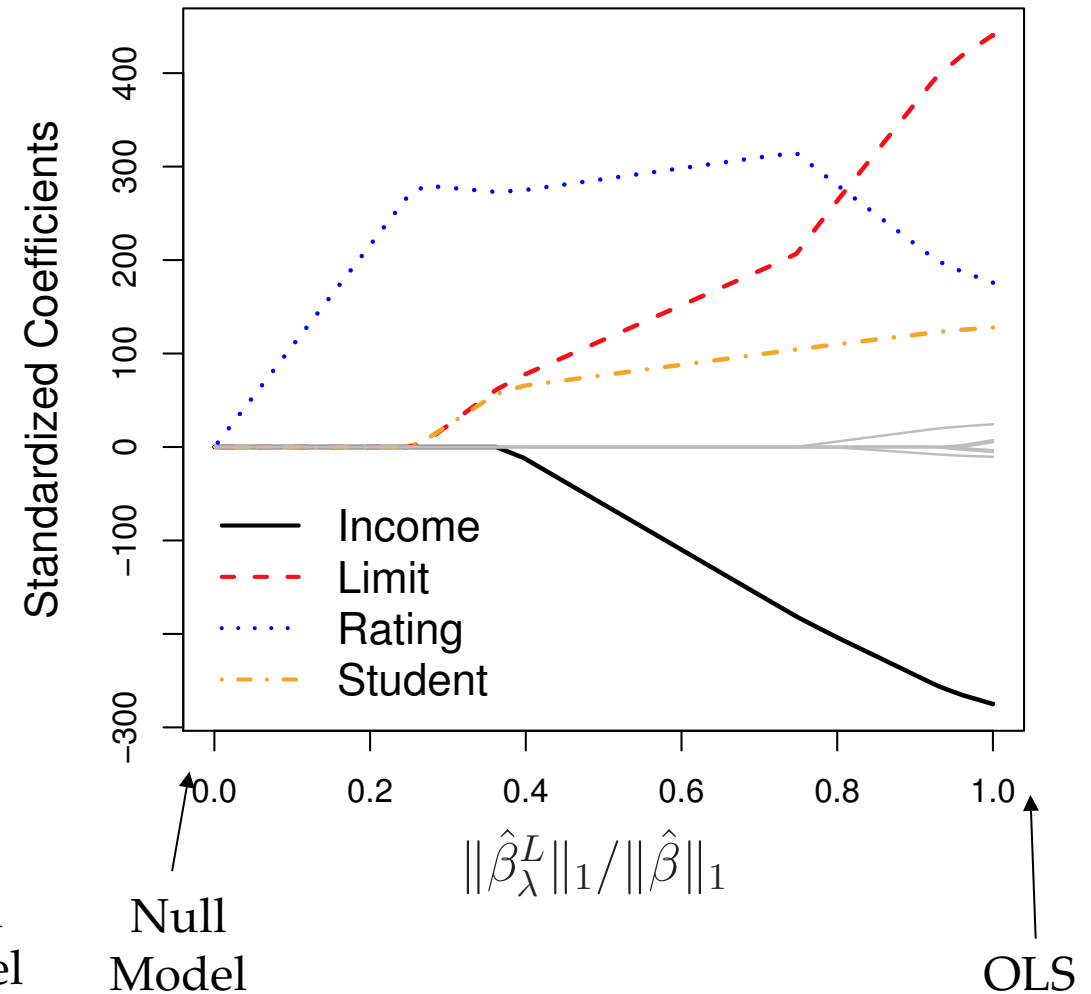 Standardized Coefficients
400
300
200
100
0
−100
−300
Income
Limit
Rating
Student
0.0 0.2 0.4 0.6 0.8 1.0
‖β̂λᴸ‖₁/‖β̂‖₁
Null
Model
OLS